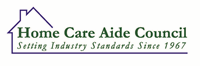 Home Care Aide Council
Setting Industry Standards Since 1967